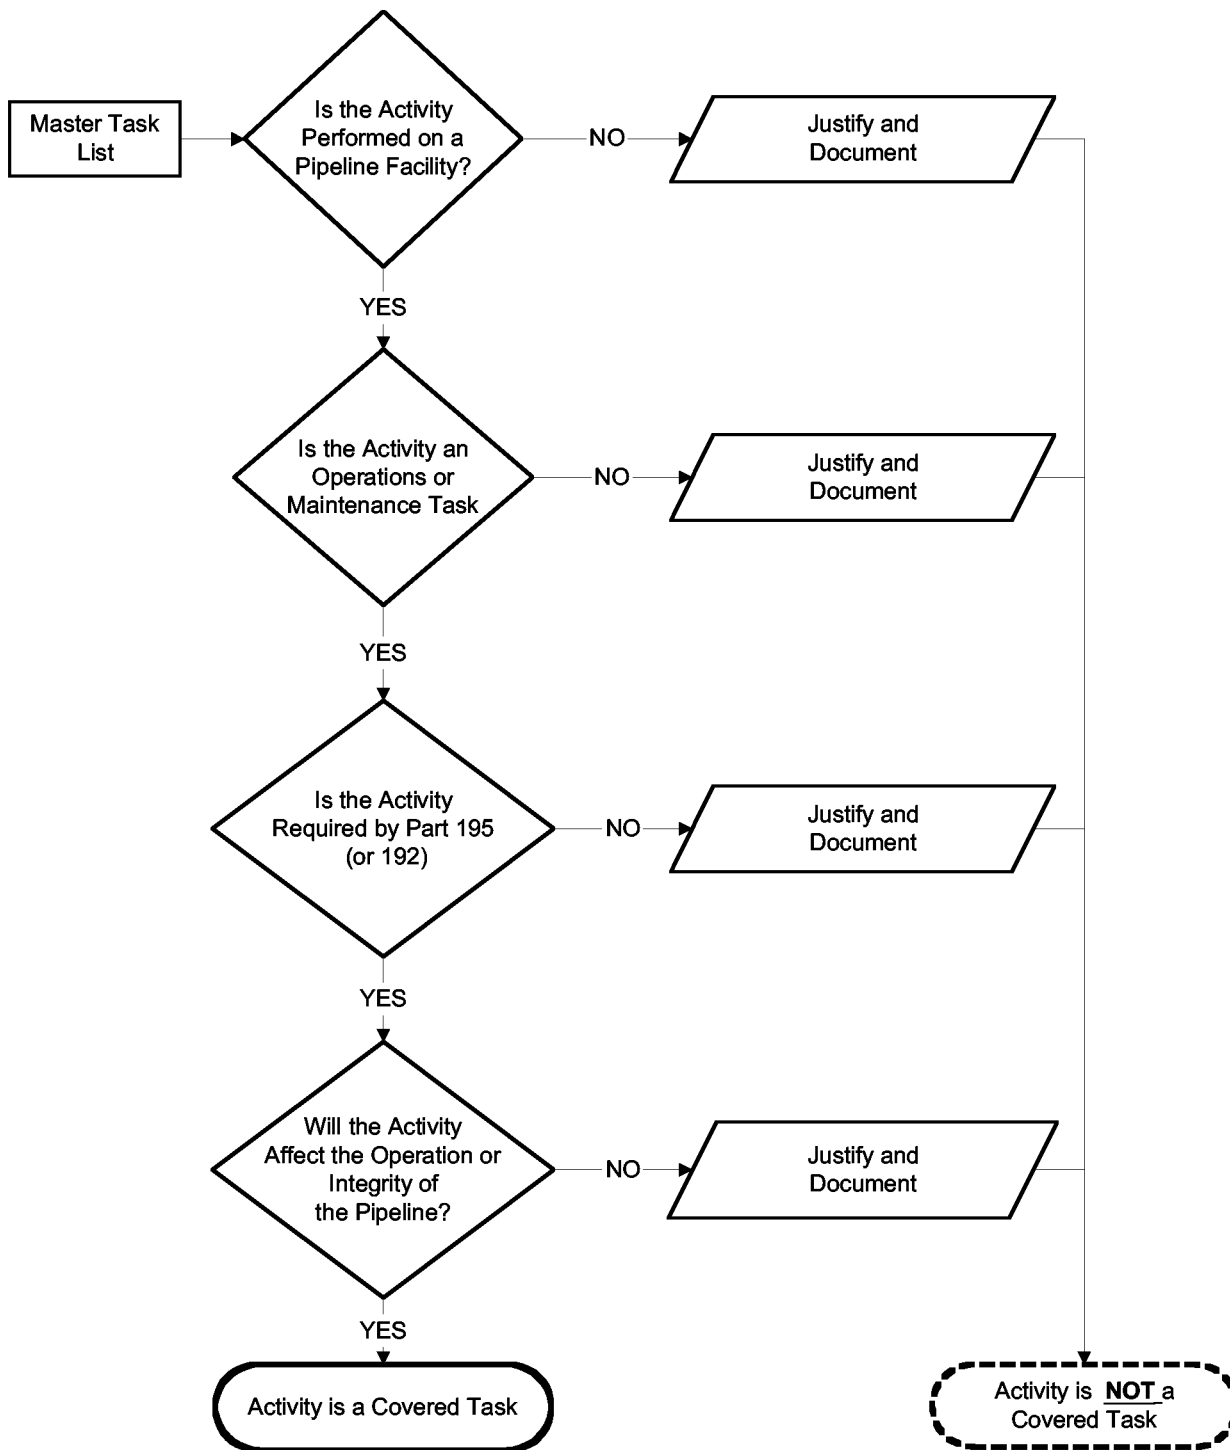 Master Task
List
Is the Activity
Performed on a
Pipeline Facility?
NO
Justify and
Document
YES
Is the Activity an
Operations or
Maintenance Task
NO
Justify and
Document
YES
Is the Activity
Required by Part 195
(or 192)
NO
Justify and
Document
YES
Will the Activity
Affect the Operation or
Integrity of
the Pipeline?
NO
Justify and
Document
YES
Activity is a Covered Task
Activity is NOT a
Covered Task